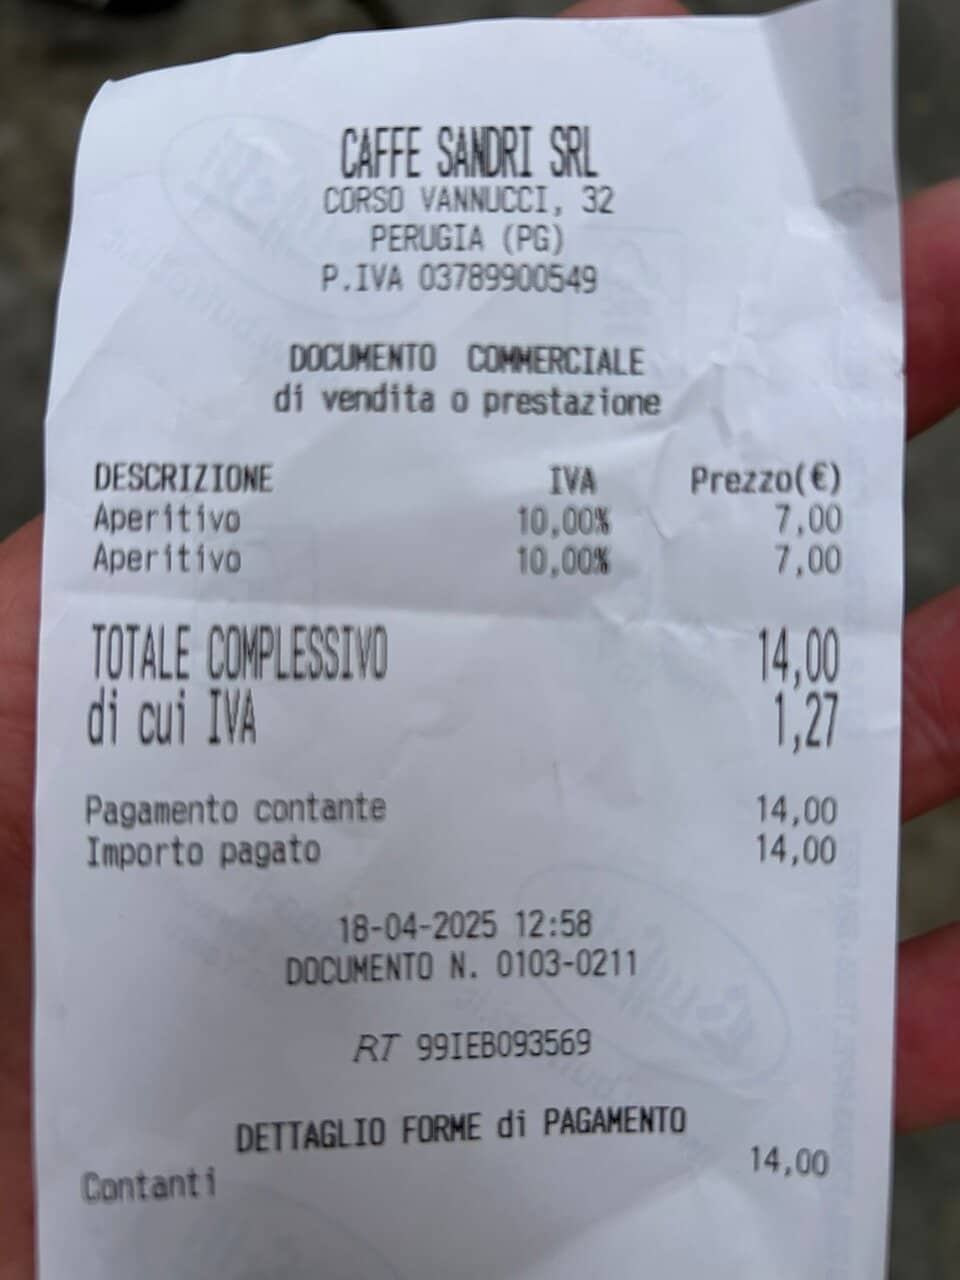 CAFFE SANDRI SRL
CORSO VANNUCCI, 32
PERUGIA (PG)
P.IVA 03789900549
DOCUMENTO COMMERCIALE
di vendita o prestazione
DESCRIZIONE IVA Prezzo(€)
Aperitivo 10,00% 7,00
Aperitivo 10,00% 7,00
TOTALE COMPLESSIVO 14,00
di cui IVA 1,27
Pagamento contante 14,00
Importo pagato 14,00
18-04-2025 12:58
DOCUMENTO N. 0103-0211
RT 99IEB093569
DETTAGLIO FORME di PAGAMENTO
Contanti 14,00